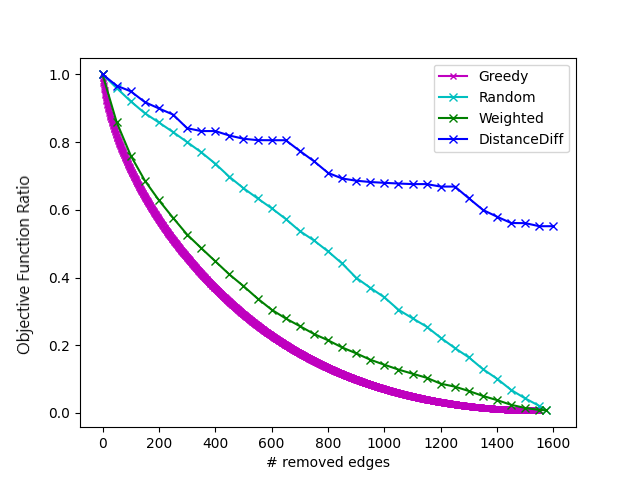 Greedy
Random
Weighted
DistanceDiff
Objective Function Ratio
1.0
0.8
0.6
0.4
0.2
0.0
0 200 400 600 800 1000 1200 1400 1600
# removed edges